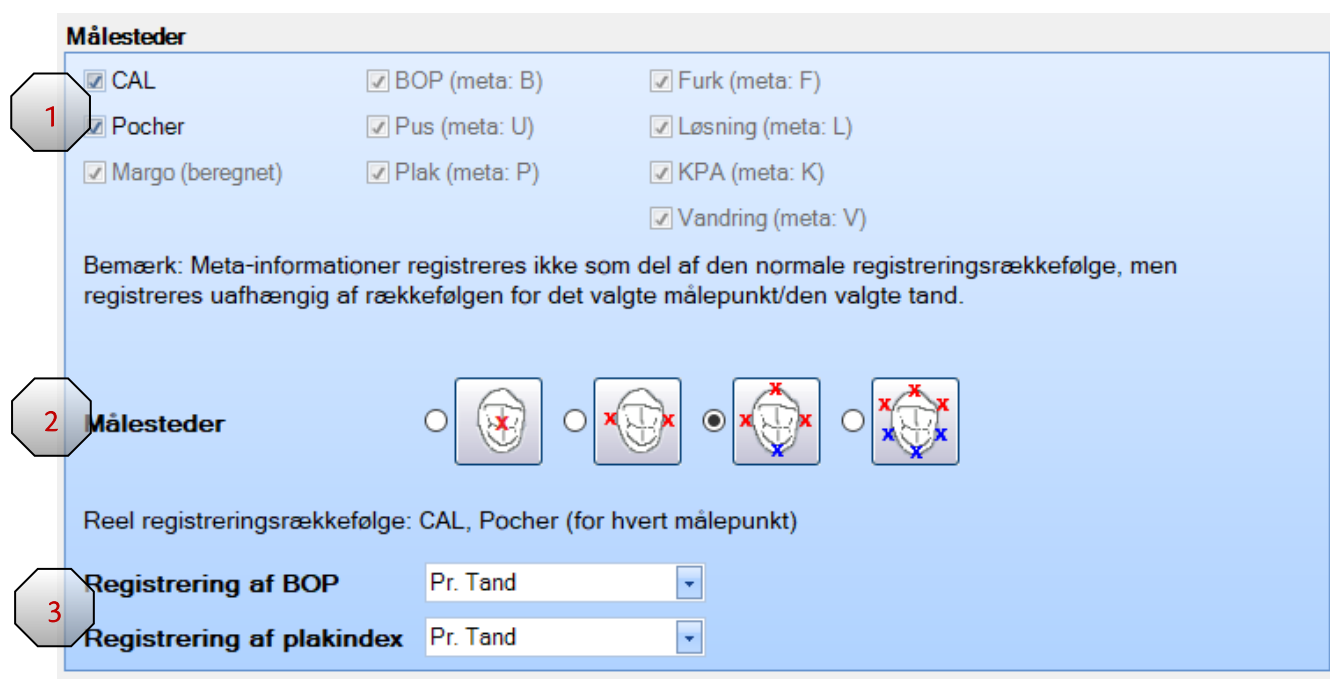 Målesteder
1
CAL BOP (meta: B) Furk (meta: F)
Pocher Pus (meta: U) Løsning (meta: L)
Margo (beregnet) Plak (meta: P) KPA (meta: K)
Vandring (meta: V)
Bemærk: Meta-informationer registreres ikke som del af den normale registreringsrækkefølge, men
registreres uafhængig af rækkefølgen for det valgte målepunkt/den valgte tand.
2
Målesteder x x x x x x x x x x x x x
Reel registreringsrækkefølge: CAL, Pocher (for hvert målepunkt)
3
Registrering af BOP Pr. Tand
Registrering af plakindex Pr. Tand